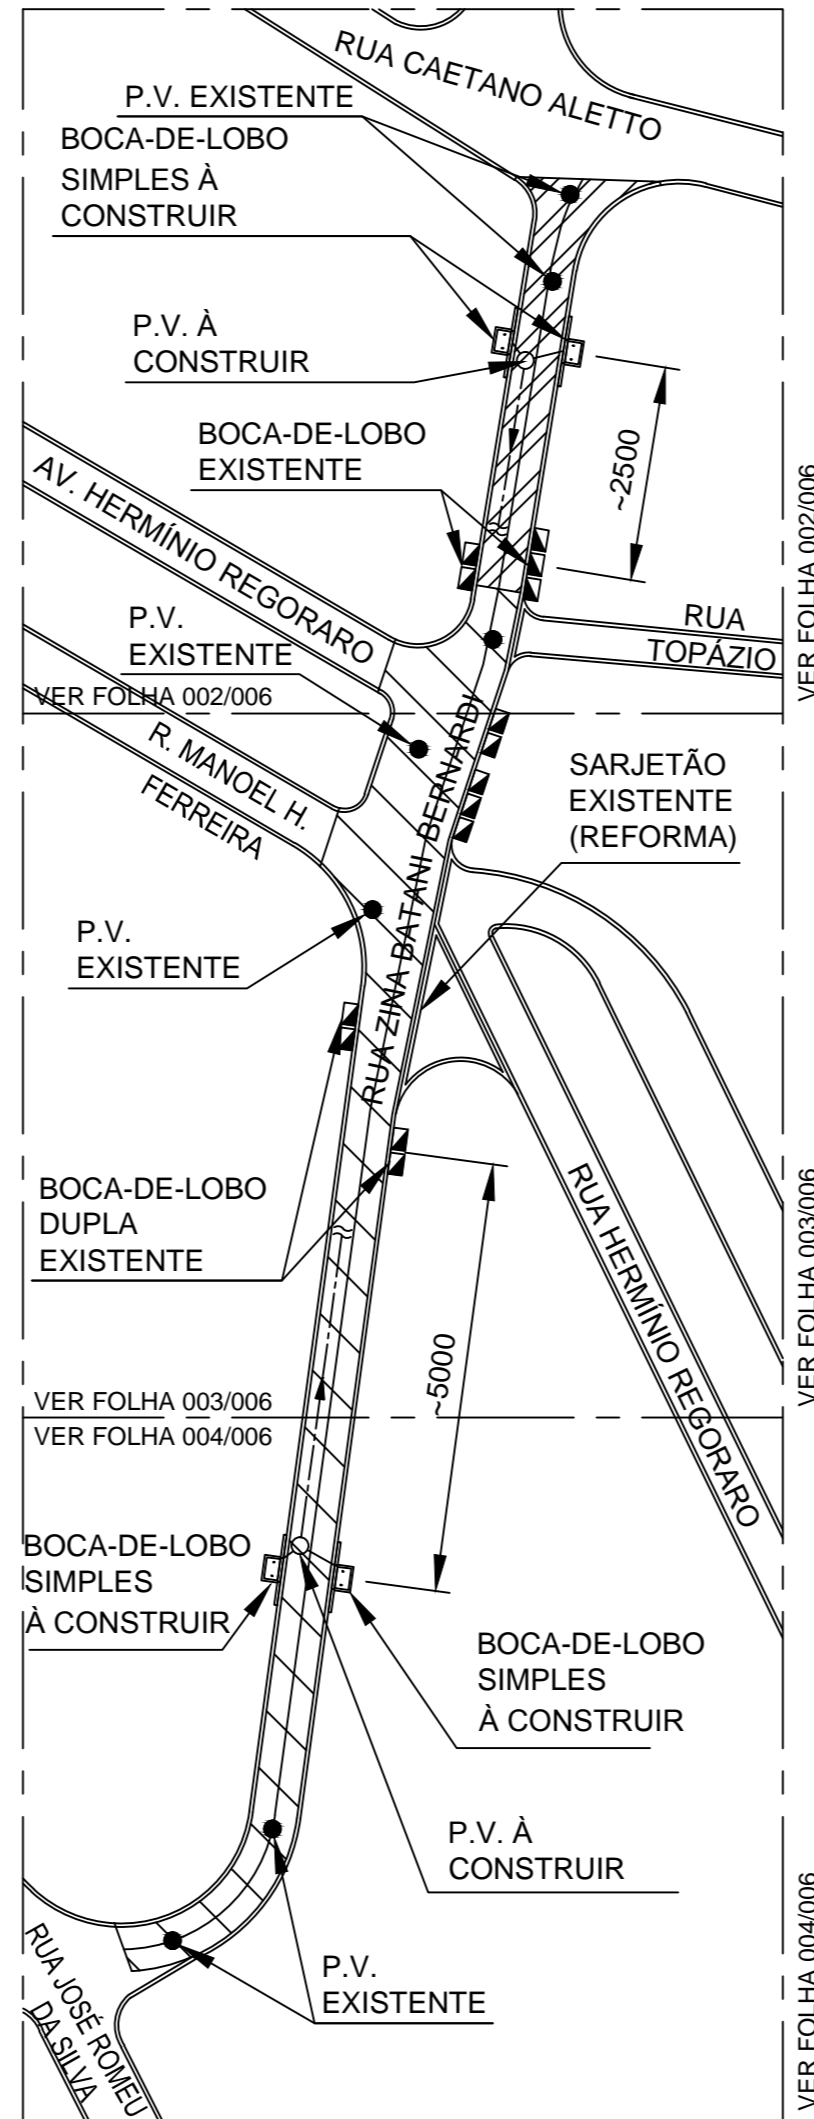 RUA CAETANO ALETTO
P.V. EXISTENTE
BOCA-DE-LOBO
SIMPLES À
CONSTRUIR
P.V. À
CONSTRUIR
BOCA-DE-LOBO
EXISTENTE
~2500
VER FOLHA 002/006
AV. HERMÍNIO REGORARO
RUA
TOPÁZIO
P.V.
EXISTENTE
VER FOLHA 002/006
R. MANOEL H.
FERREIRA
RUA ZINA BATANI BERNARDI
SARJETÃO
EXISTENTE
(REFORMA)
P.V.
EXISTENTE
BOCA-DE-LOBO
DUPLA
EXISTENTE
RUA HERMÍNIO REGORARO
VER FOLHA 003/006
~5000
VER FOLHA 003/006
VER FOLHA 004/006
BOCA-DE-LOBO
SIMPLES
À CONSTRUIR
BOCA-DE-LOBO
SIMPLES
À CONSTRUIR
P.V. À
CONSTRUIR
VER FOLHA 004/006
P.V.
EXISTENTE
RUA JOSÉ ROMEU
DA SILVA